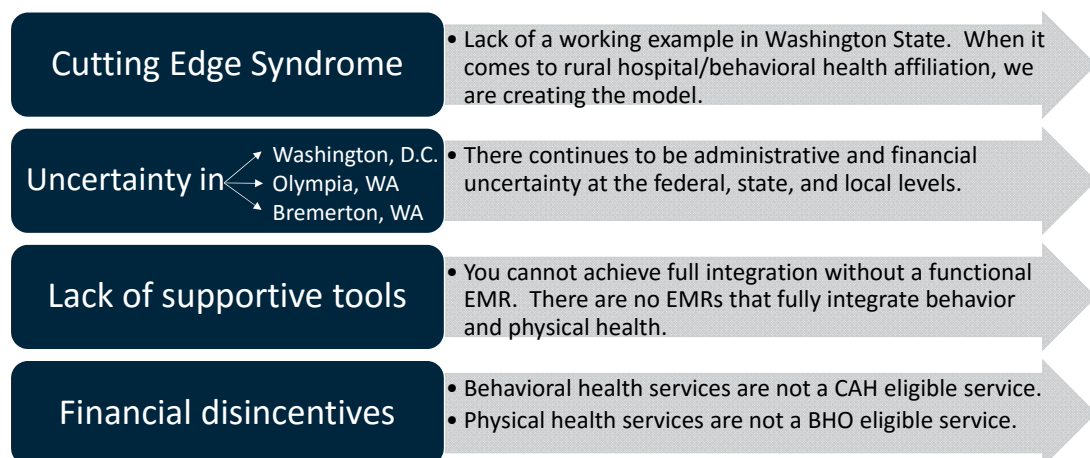 Cutting Edge Syndrome
• Lack of a working example in Washington State.  When it
comes to rural hospital/behavioral health affiliation, we
are creating the model.
Uncertainty in
Washington, D.C.
Olympia, WA
Bremerton, WA
• There continues to be administrative and financial
uncertainty at the federal, state, and local levels.
Lack of supportive tools
• You cannot achieve full integration without a functional
EMR.  There are no EMRs that fully integrate behavior
and physical health.
Financial disincentives
• Behavioral health services are not a CAH eligible service.
• Physical health services are not a BHO eligible service.